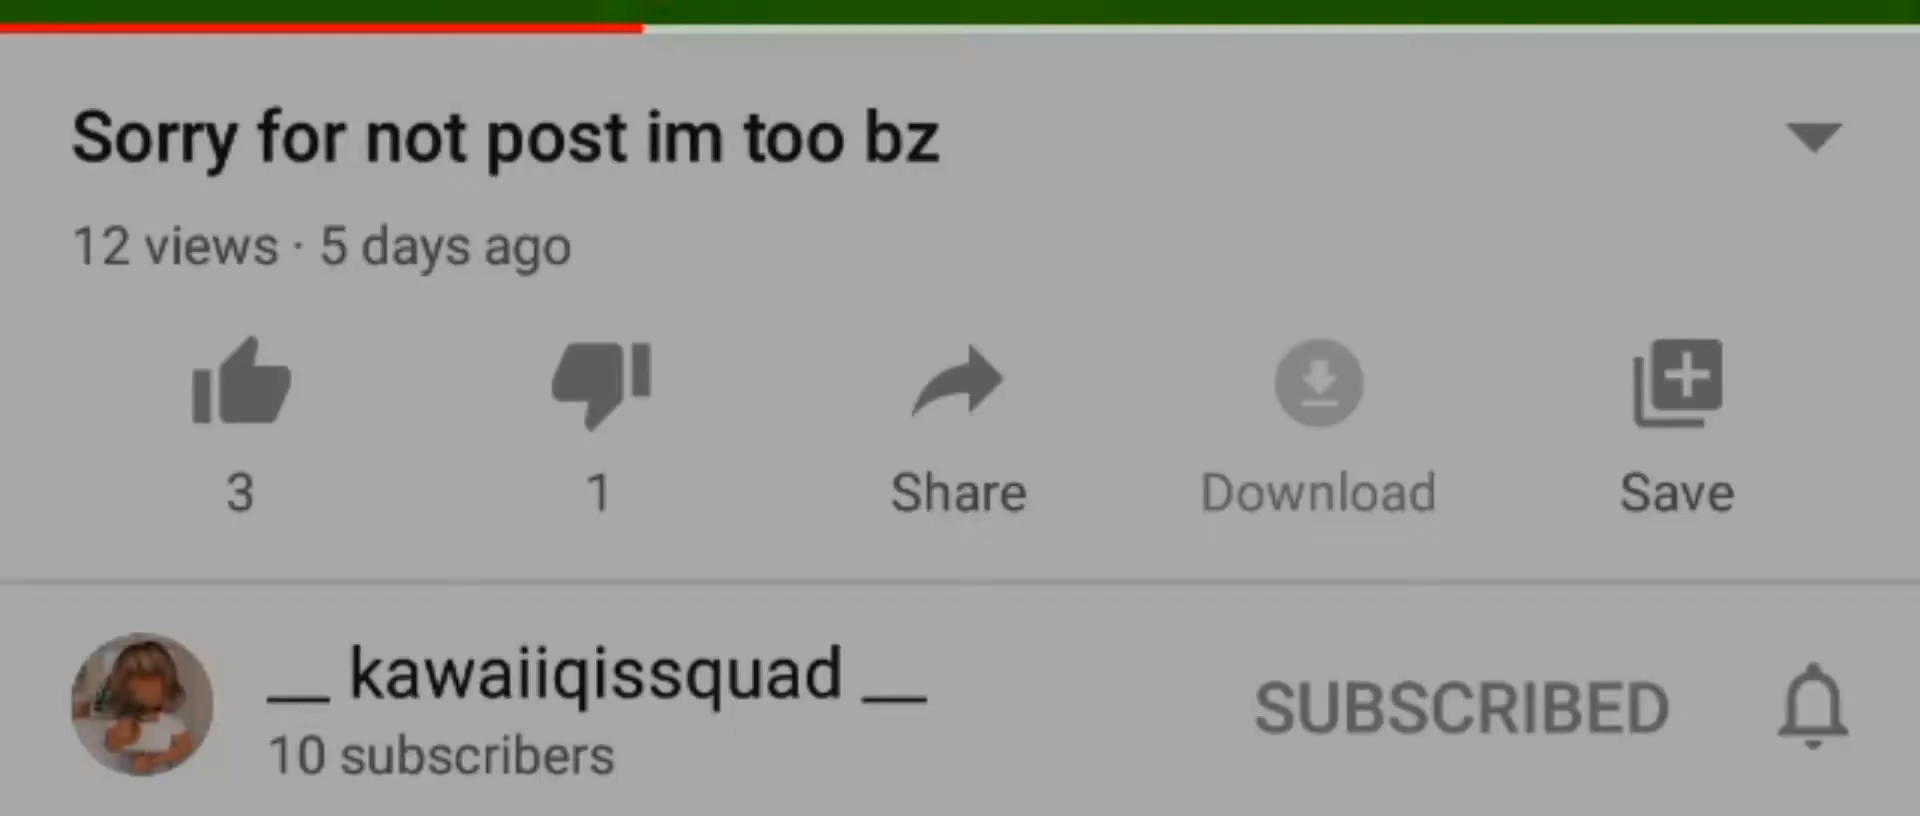 Sorry for not post im too bz
12 views · 5 days ago
3 1 Share Download Save
__ kawaiiqissquad __
SUBSCRIBED
10 subscribers